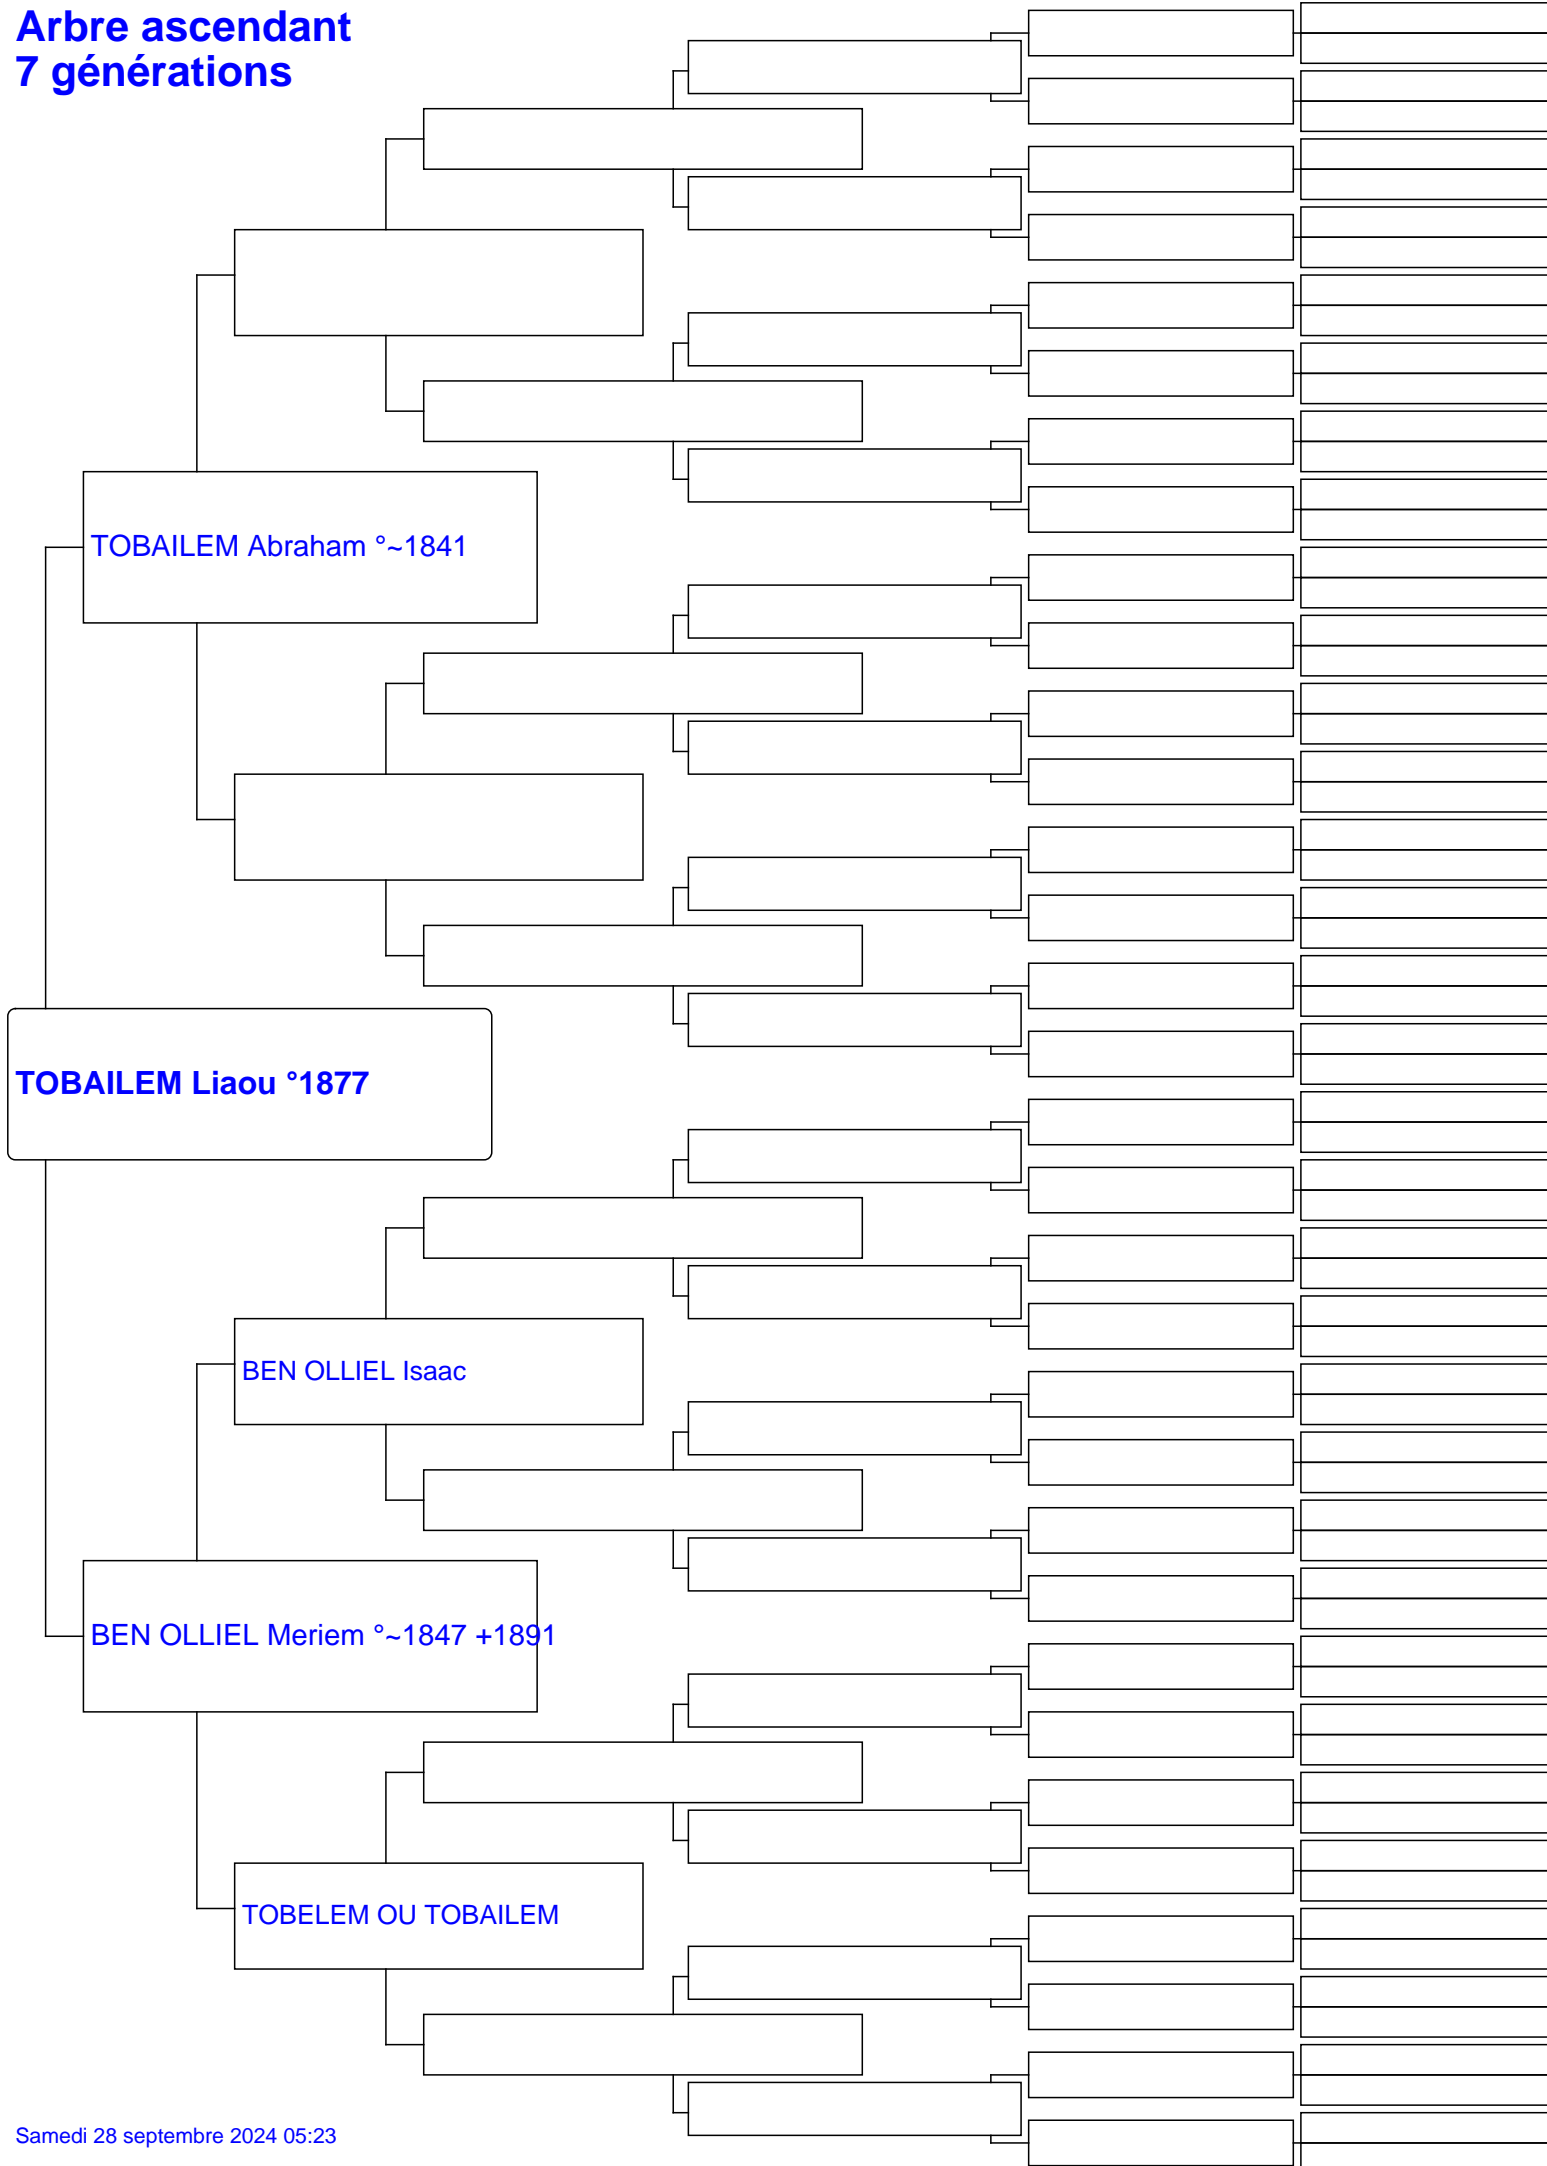 Arbre ascendant
7 générations
TOBAILEM Abraham °~1841
TOBAILEM Liaou °1877
BEN OLLIEL Isaac
BEN OLLIEL Meriem °~1847 +1891
TOBELEM OU TOBAILEM
Samedi 28 septembre 2024 05:23